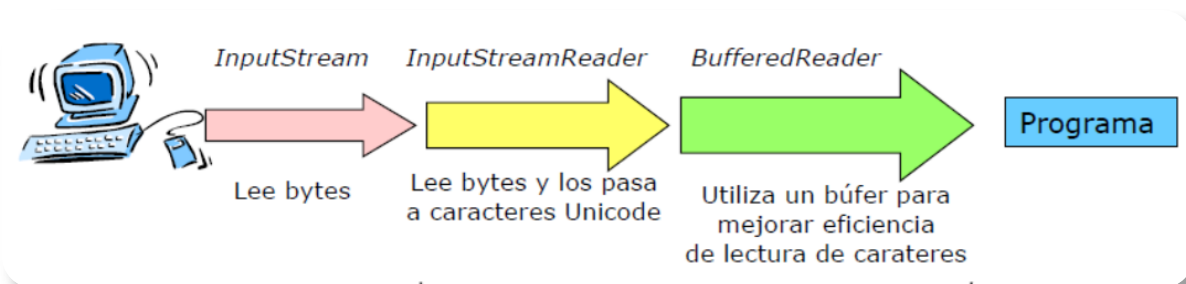 InputStream
InputStreamReader
BufferedReader
Programa
Lee bytes
Lee bytes y los pasa
a caracteres Unicode
Utiliza un búfer para
mejorar eficiencia
de lectura de carateres